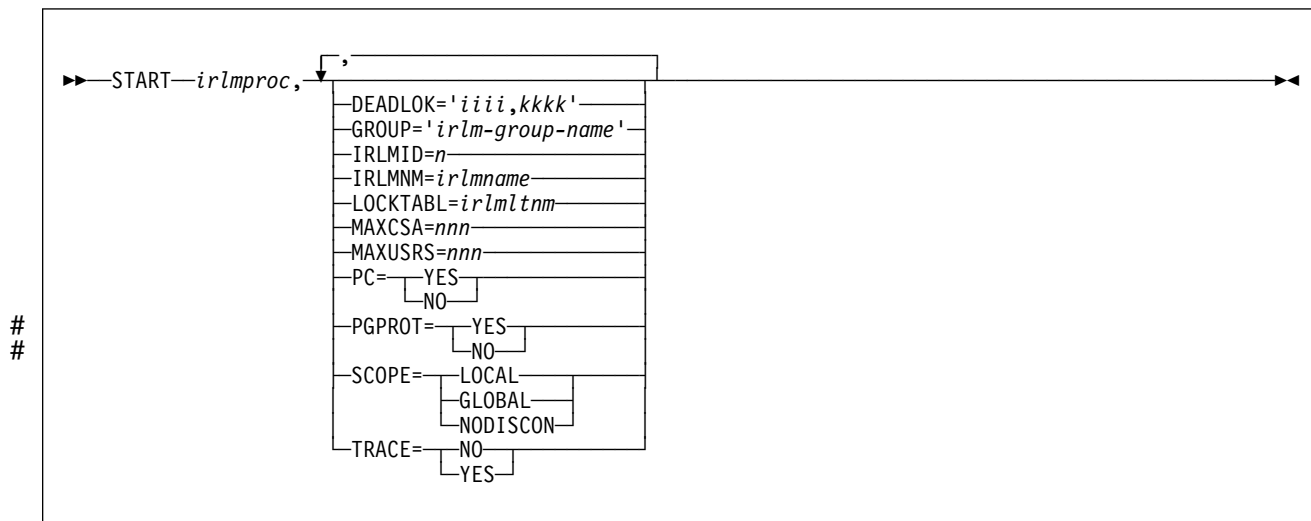 ,
START irlmproc,
DEADLOK='iiii,kkkk'
GROUP='irlm-group-name'
IRLMID=n
IRLMNM=irlmname
LOCKTABL=irlmltnm
MAXCSA=nnn
MAXUSRS=nnn
PC= YES
NO
# PGPROT= YES
# NO
SCOPE= LOCAL
GLOBAL
NODISCON
TRACE= NO
YES